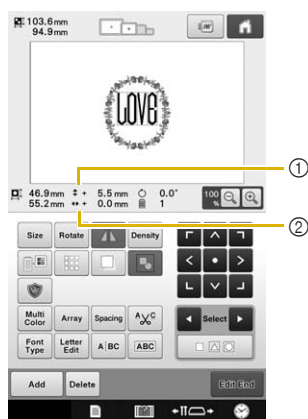 103.6mm
94.9mm
LOVE
①
46.9mm ↕ + 5.5 mm 0.0°
55.2mm ↔ + 0.0 mm 1
100 %
②
Size Rotate Density
Select
Multi Color Array Spacing A C
Font Type Letter Edit A BC ABC
Add Delete Edit End